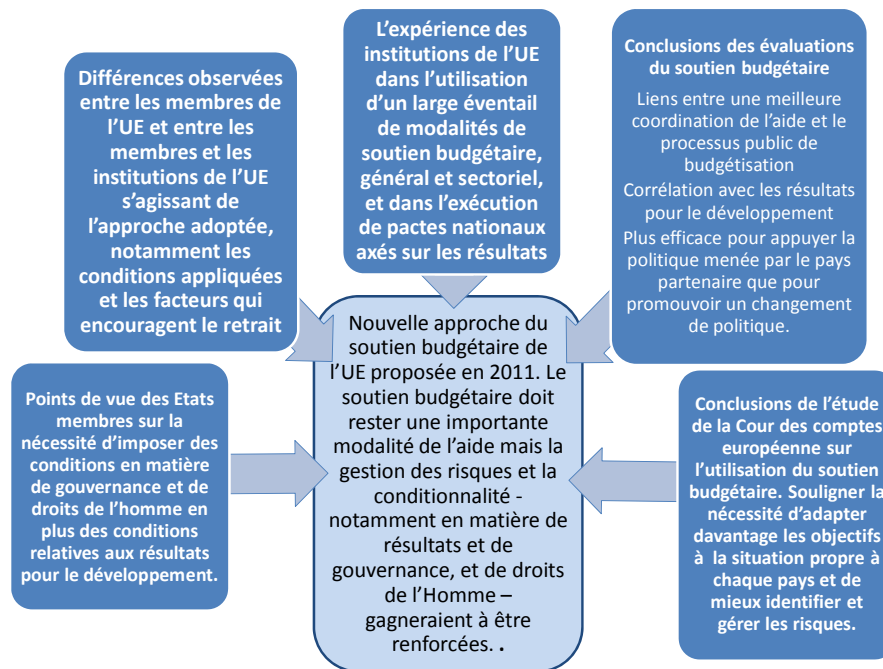 Différences observées
entre les membres de
l’UE et entre les
membres et les
institutions de l’UE
s’agissant de
l’approche adoptée,
notamment les
conditions appliquées
et les facteurs qui
encouragent le retrait
L’expérience des
institutions de l’UE
dans l’utilisation
d’un large éventail
de modalités de
soutien budgétaire,
général et sectoriel,
et dans l’exécution
de pactes nationaux
axés sur les résultats
Conclusions des évaluations
du soutien budgétaire
Liens entre une meilleure
coordination de l’aide et le
processus public de
budgétisation
Corrélation avec les résultats
pour le développement
Plus efficace pour appuyer la
politique menée par le pays
partenaire que pour
promouvoir un changement
de politique.
Points de vue des Etats
membres sur la
nécessité d’imposer des
conditions en matière
de gouvernance et de
droits de l’homme en
plus des conditions
relatives aux résultats
pour le développement.
Nouvelle approche du
soutien budgétaire de
l’UE proposée en 2011. Le
soutien budgétaire doit
rester une importante
modalité de l’aide mais la
gestion des risques et la
conditionnalité -
notamment en matière de
résultats et de
gouvernance, et de droits
de l’Homme –
gagneraient à être
renforcées. .
Conclusions de l’étude
de la Cour des comptes
européenne sur
l’utilisation du soutien
budgétaire. Souligner la
nécessité d’adapter
davantage les objectifs
à la situation propre à
chaque pays et de
mieux identifier et
gérer les risques.